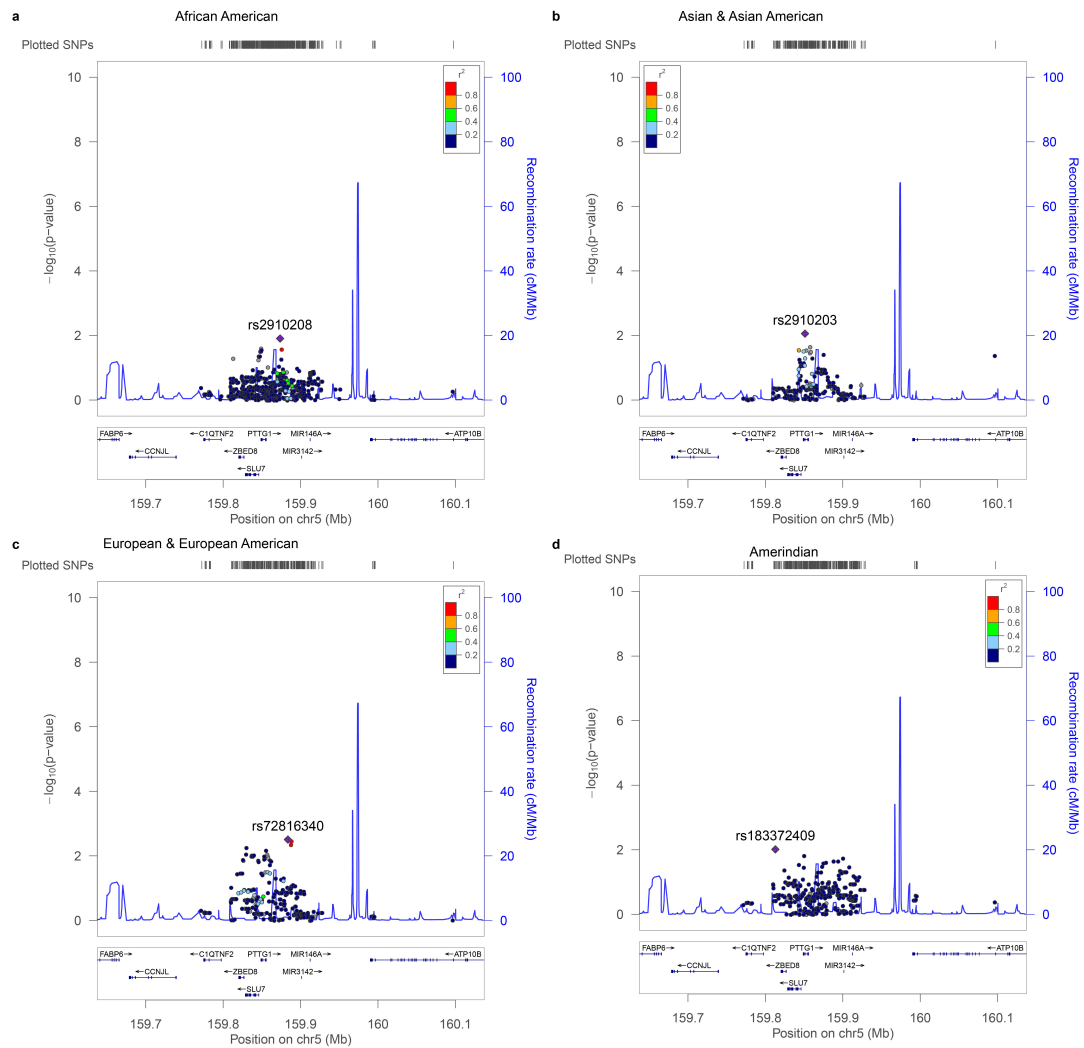 a
African American
Plotted SNPs
r2
0.8
0.6
0.4
0.2
10
8
6
4
2
0
100
80
60
40
20
0
−log10(p−value)
Recombination rate (cM/Mb)
rs2910208
FABP6→
←C1QTNF2
PTTG1→
MIR146A→
←ATP10B
←CCNJL
←ZBED8
MIR3142→
←SLU7
159.7
159.8
159.9
160
160.1
Position on chr5 (Mb)
b
Asian & Asian American
Plotted SNPs
r2
0.8
0.6
0.4
0.2
10
8
6
4
2
0
100
80
60
40
20
0
−log10(p−value)
Recombination rate (cM/Mb)
rs2910203
FABP6→
←C1QTNF2
PTTG1→
MIR146A→
←ATP10B
←CCNJL
←ZBED8
MIR3142→
←SLU7
159.7
159.8
159.9
160
160.1
Position on chr5 (Mb)
c
European & European American
Plotted SNPs
r2
0.8
0.6
0.4
0.2
10
8
6
4
2
0
100
80
60
40
20
0
−log10(p−value)
Recombination rate (cM/Mb)
rs72816340
FABP6→
←C1QTNF2
PTTG1→
MIR146A→
←ATP10B
←CCNJL
←ZBED8
MIR3142→
←SLU7
159.7
159.8
159.9
160
160.1
Position on chr5 (Mb)
d
Amerindian
Plotted SNPs
r2
0.8
0.6
0.4
0.2
10
8
6
4
2
0
100
80
60
40
20
0
−log10(p−value)
Recombination rate (cM/Mb)
rs183372409
FABP6→
←C1QTNF2
PTTG1→
MIR146A→
←ATP10B
←CCNJL
←ZBED8
MIR3142→
←SLU7
159.7
159.8
159.9
160
160.1
Position on chr5 (Mb)